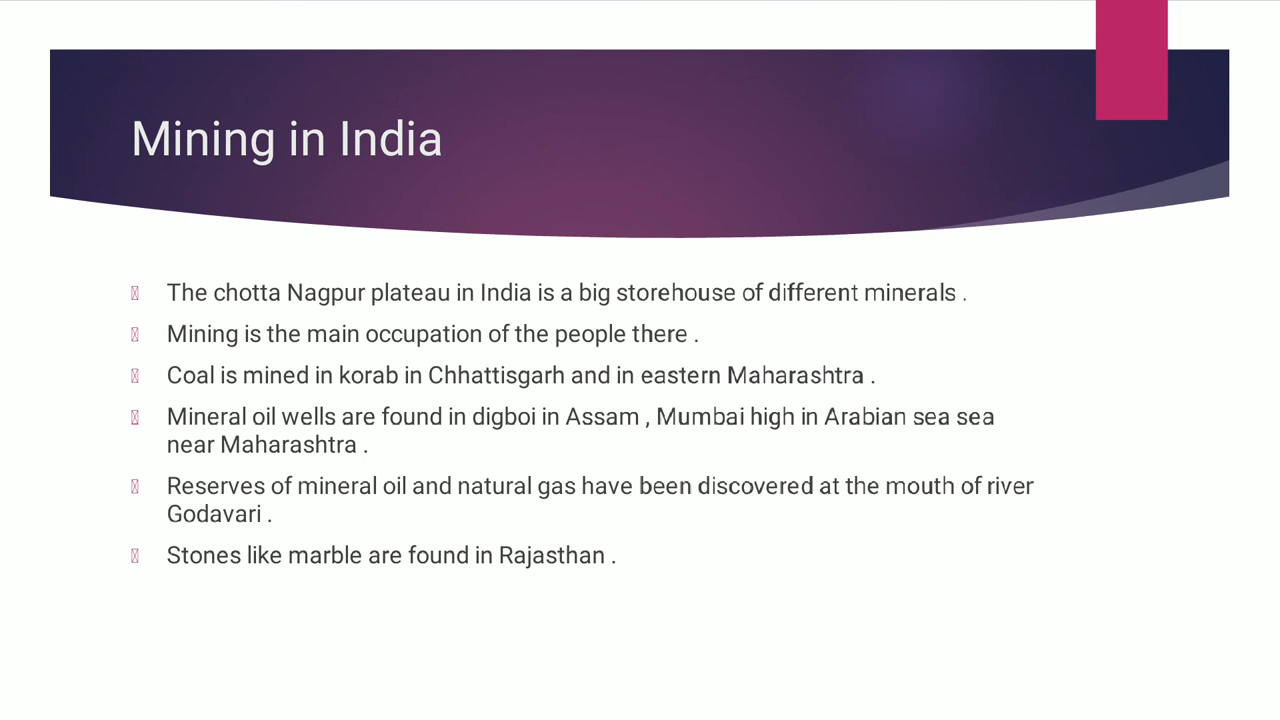 Mining in India
The chotta Nagpur plateau in India is a big storehouse of different minerals .
Mining is the main occupation of the people there .
Coal is mined in korab in Chhattisgarh and in eastern Maharashtra .
Mineral oil wells are found in digboi in Assam , Mumbai high in Arabian sea sea
near Maharashtra .
Reserves of mineral oil and natural gas have been discovered at the mouth of river
Godavari .
Stones like marble are found in Rajasthan .